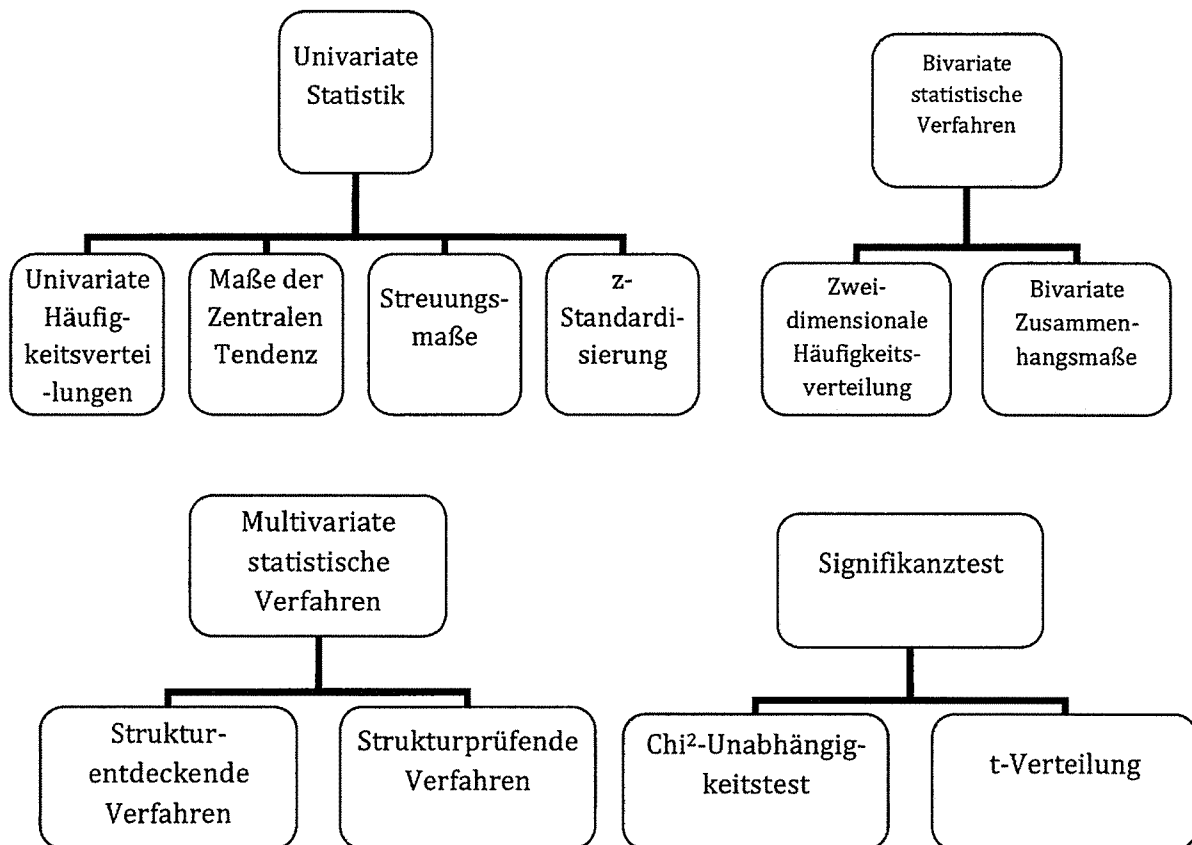 Univariate
Statistik
Bivariate
statistische
Verfahren
Univariate
Häufig-
keitsvertei
-lungen
Maße der
Zentralen
Tendenz
Streuungs-
maße
z-
Standardi-
sierung
Zwei-
dimensionale
Häufigkeits-
verteilung
Bivariate
Zusammen-
hangsmaße
Multivariate
statistische
Verfahren
Signifikanztest
Struktur-
entdeckende
Verfahren
Strukturprüfende
Verfahren
Chi²-Unabhängig-
keitstest
t-Verteilung